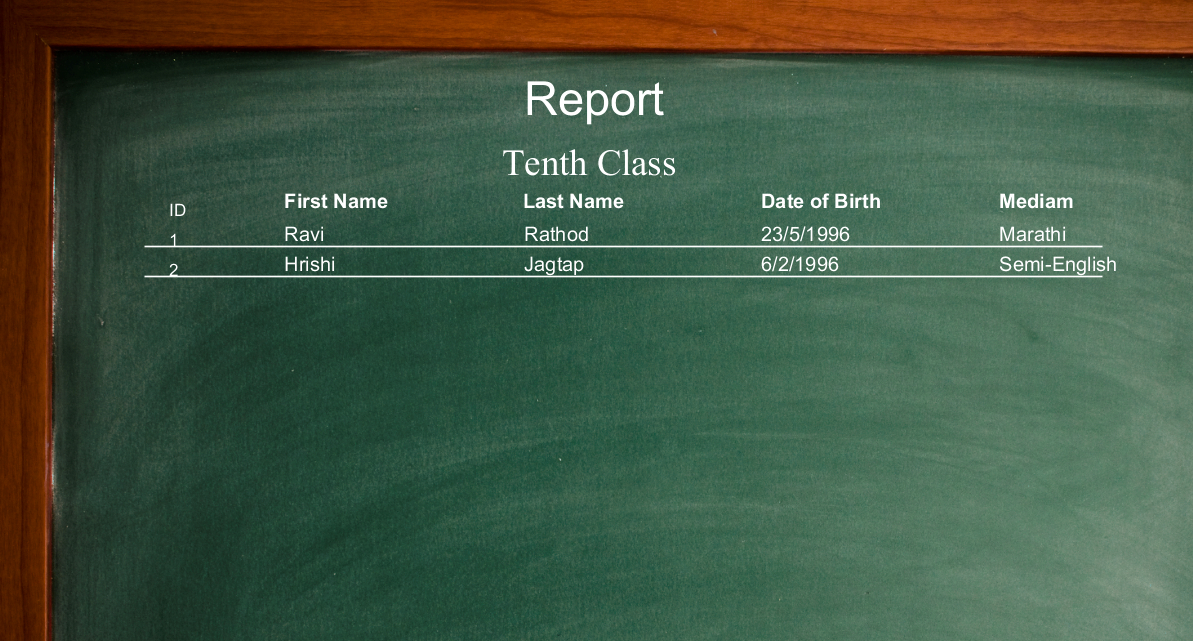 Report
Tenth Class
ID First Name Last Name Date of Birth Mediam
1 Ravi Rathod 23/5/1996 Marathi
2 Hrishi Jagtap 6/2/1996 Semi-English